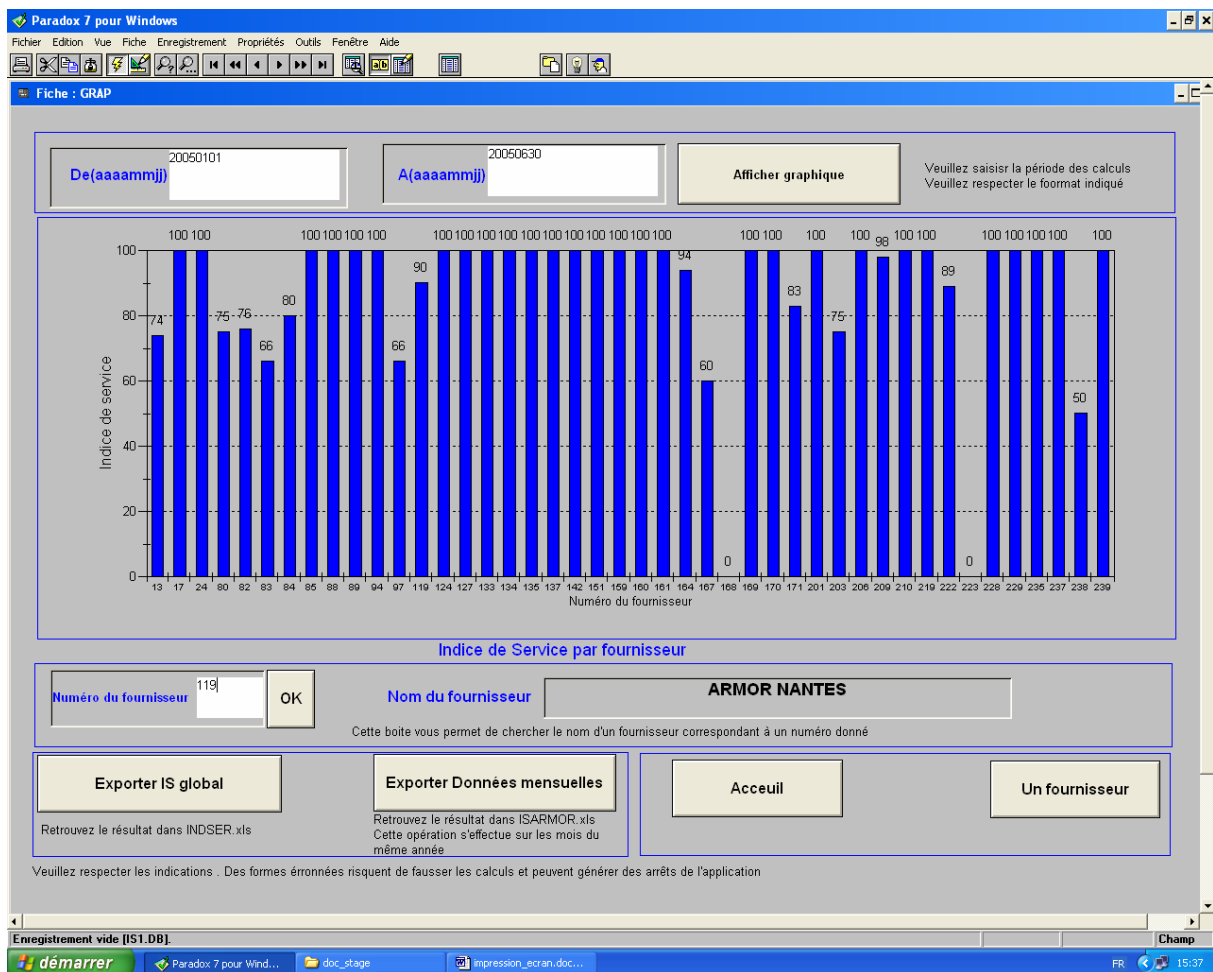 Paradox 7 pour Windows
Fichier Edition Vue Fiche Enregistrement Propriétés Outils Fenêtre Aide
Fiche : GRAP
De(aaaammjj) 20050101 A(aaaammjj) 20050630 Afficher graphique
Veuillez saisisr la période des calculs
Veuillez respecter le foormat indiqué
100 100 100 100 100 100 100 100 100 100 100 100 100 100 100 100 100 100 100 100 98 100 100 100 100 100 100 100
100
94
90
89
83
80
80
74 75 76 75
66 66
60
60
50
40
20
0 0
0
Indice de service
13 17 24 80 82 83 84 85 88 89 94 97 119 124 127 133 134 135 137 142 151 159 160 161 164 167 168 169 170 171 201 203 206 209 210 219 222 223 228 229 235 237 238 239
Numéro du fournisseur
Indice de Service par fournisseur
Numéro du fournisseur 119 OK Nom du fournisseur ARMOR NANTES
Cette boite vous permet de chercher le nom d'un fournisseur correspondant à un numéro donné
Exporter IS global Exporter Données mensuelles Acceuil Un fournisseur
Retrouvez le résultat dans INDSER.xls
Retrouvez le résultat dans ISARMOR.xls
Cette opération s'effectue sur les mois du
même année
Veuillez respecter les indications . Des formes érronnées risquent de fausser les calculs et peuvent générer des arrêts de l'application
Enregistrement vide [IS1.DB]. Champ
démarrer Paradox 7 pour Wind... doc_stage impression_ecran.doc... FR 15:37